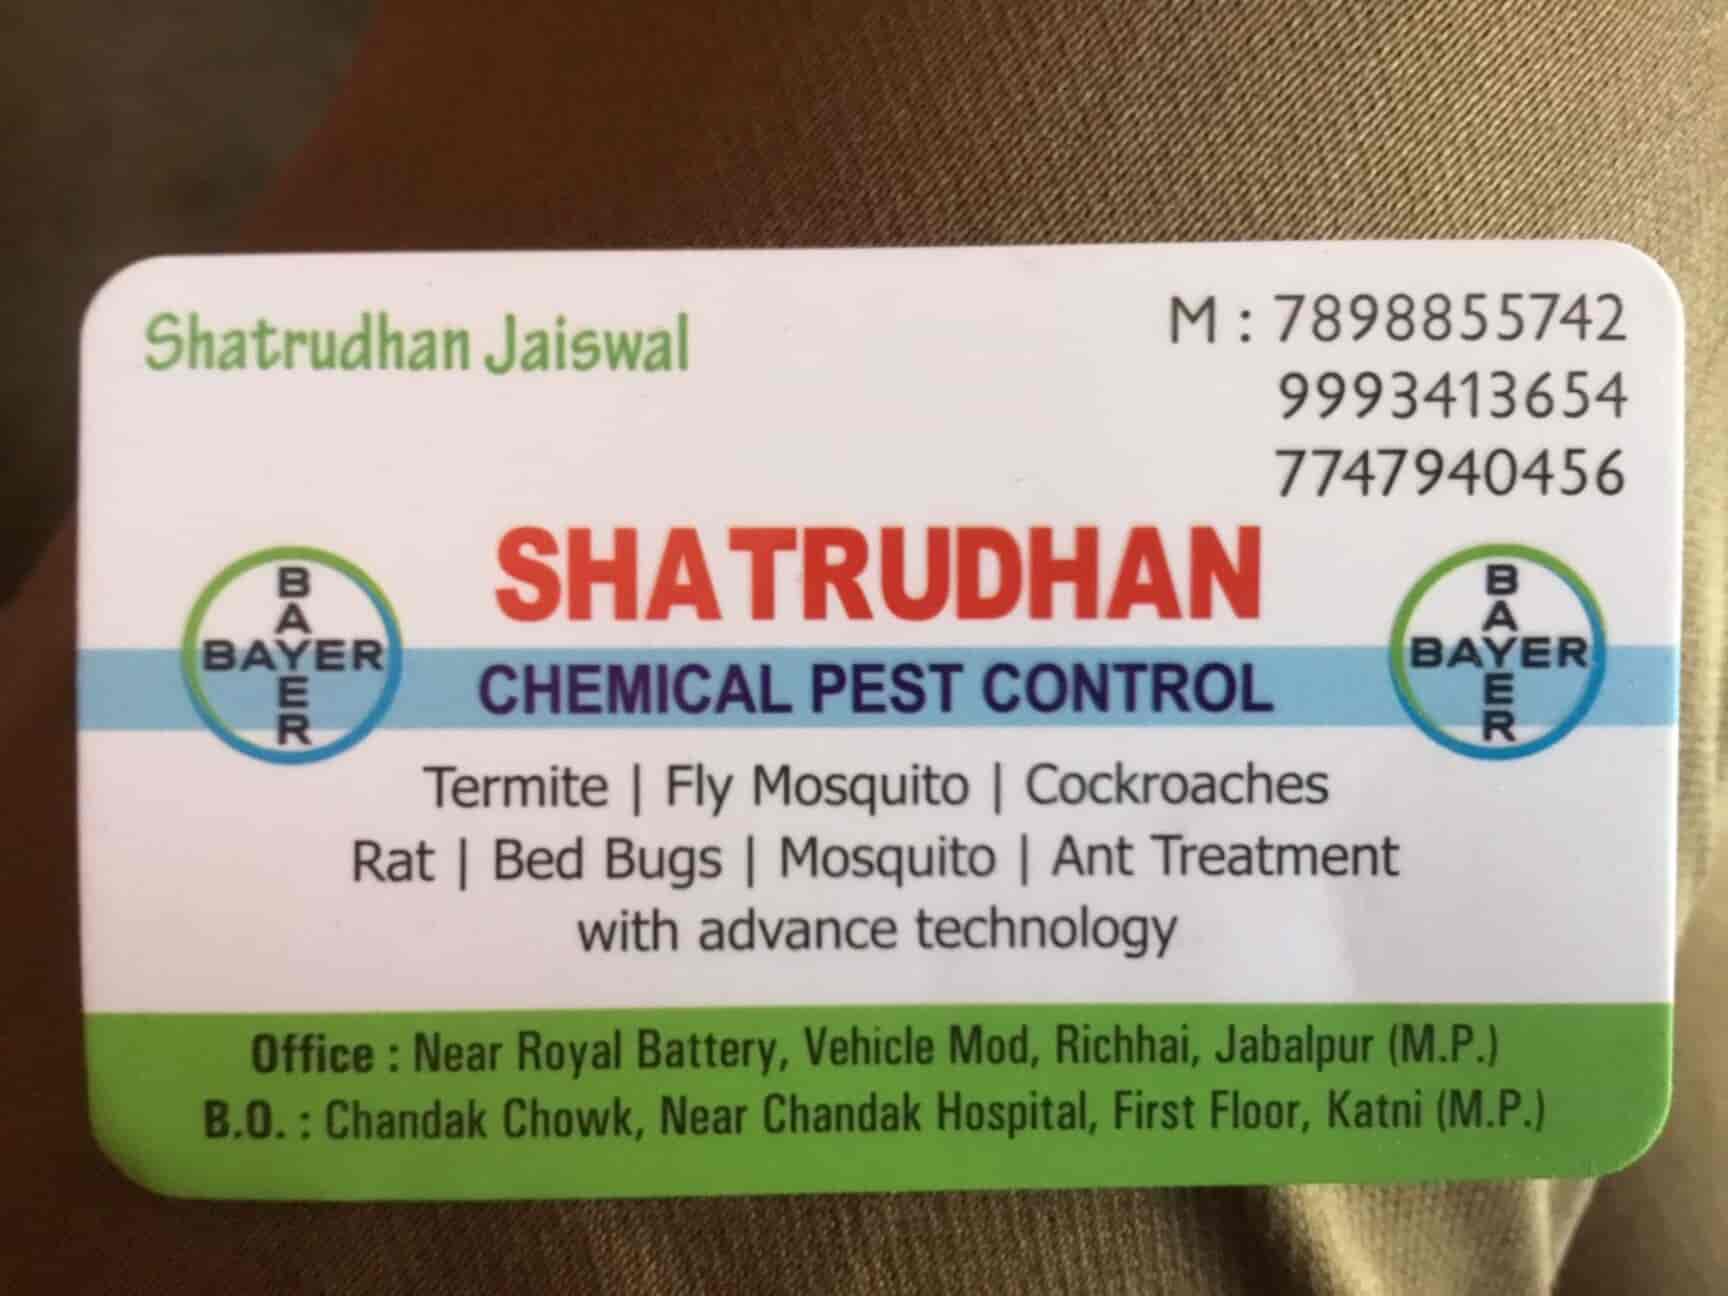 Shatrudhan Jaiswal
M : 7898855742
9993413654
7747940456
SHATRUDHAN
BAYER
BAYER
CHEMICAL PEST CONTROL
BAYER
BAYER
Termite | Fly Mosquito | Cockroaches
Rat | Bed Bugs | Mosquito | Ant Treatment
with advance technology
Office : Near Royal Battery, Vehicle Mod, Richhai, Jabalpur (M.P.)
B.O. : Chandak Chowk, Near Chandak Hospital, First Floor, Katni (M.P.)